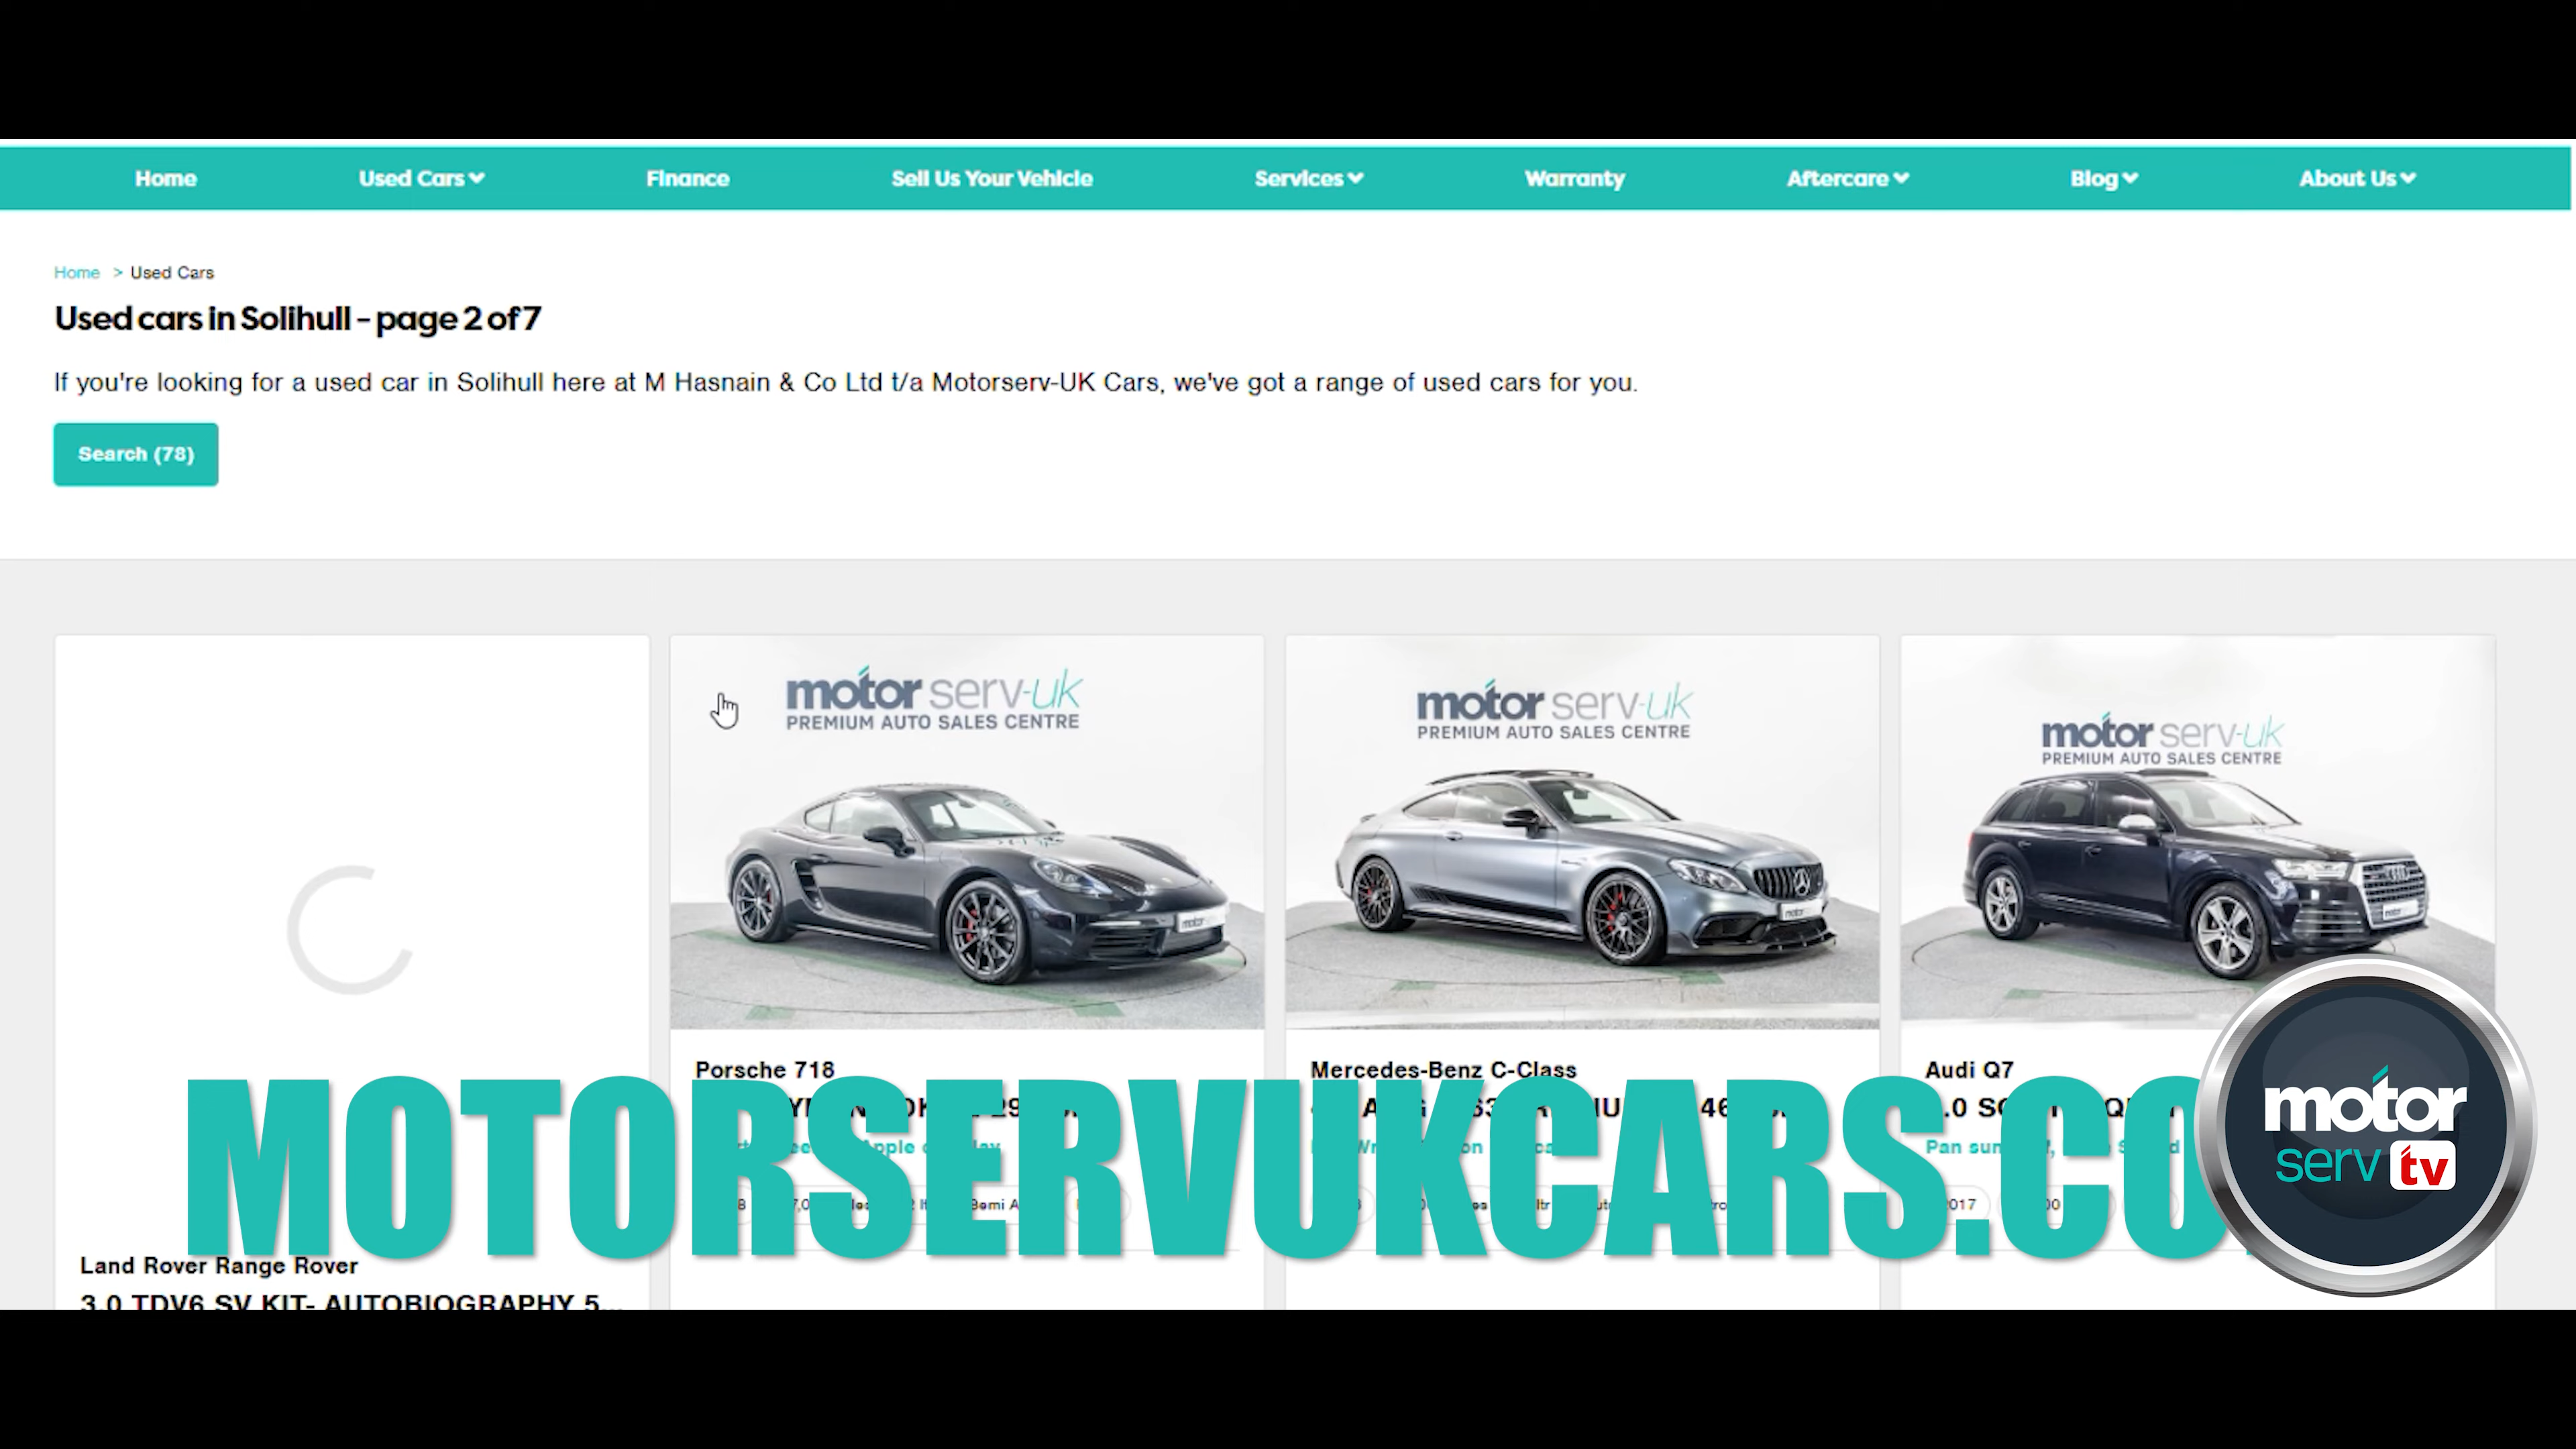 Home Used Cars Finance Sell Us Your Vehicle Services Warranty Aftercare Blog About Us
Home > Used Cars
Used cars in Solihull - page 2 of 7
If you're looking for a used car in Solihull here at M Hasnain & Co Ltd t/a Motorserv-UK Cars, we've got a range of used cars for you.
Search (78)
motor serv-uk
PREMIUM AUTO SALES CENTRE
motor serv-uk
PREMIUM AUTO SALES CENTRE
motor serv-uk
PREMIUM AUTO SALES CENTRE
Porsche 718
Mercedes-Benz C-Class
Audi Q7
Pan
MOTORSERVUKCARS.CO
motor
serv tv
Land Rover Range Rover
3.0 TDV6 SV KIT- AUTOBIOGRAPHY 5...